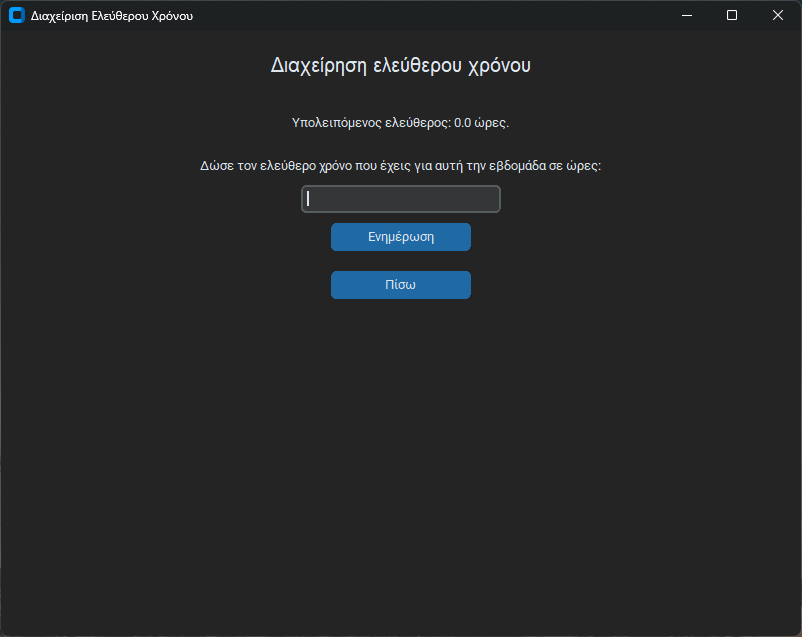 Διαχείριση Ελεύθερου Χρόνου
Διαχείρηση ελεύθερου χρόνου
Υπολειπόμενος ελεύθερος: 0.0 ώρες.
Δώσε τον ελεύθερο χρόνο που έχεις για αυτή την εβδομάδα σε ώρες:
Ενημέρωση
Πίσω